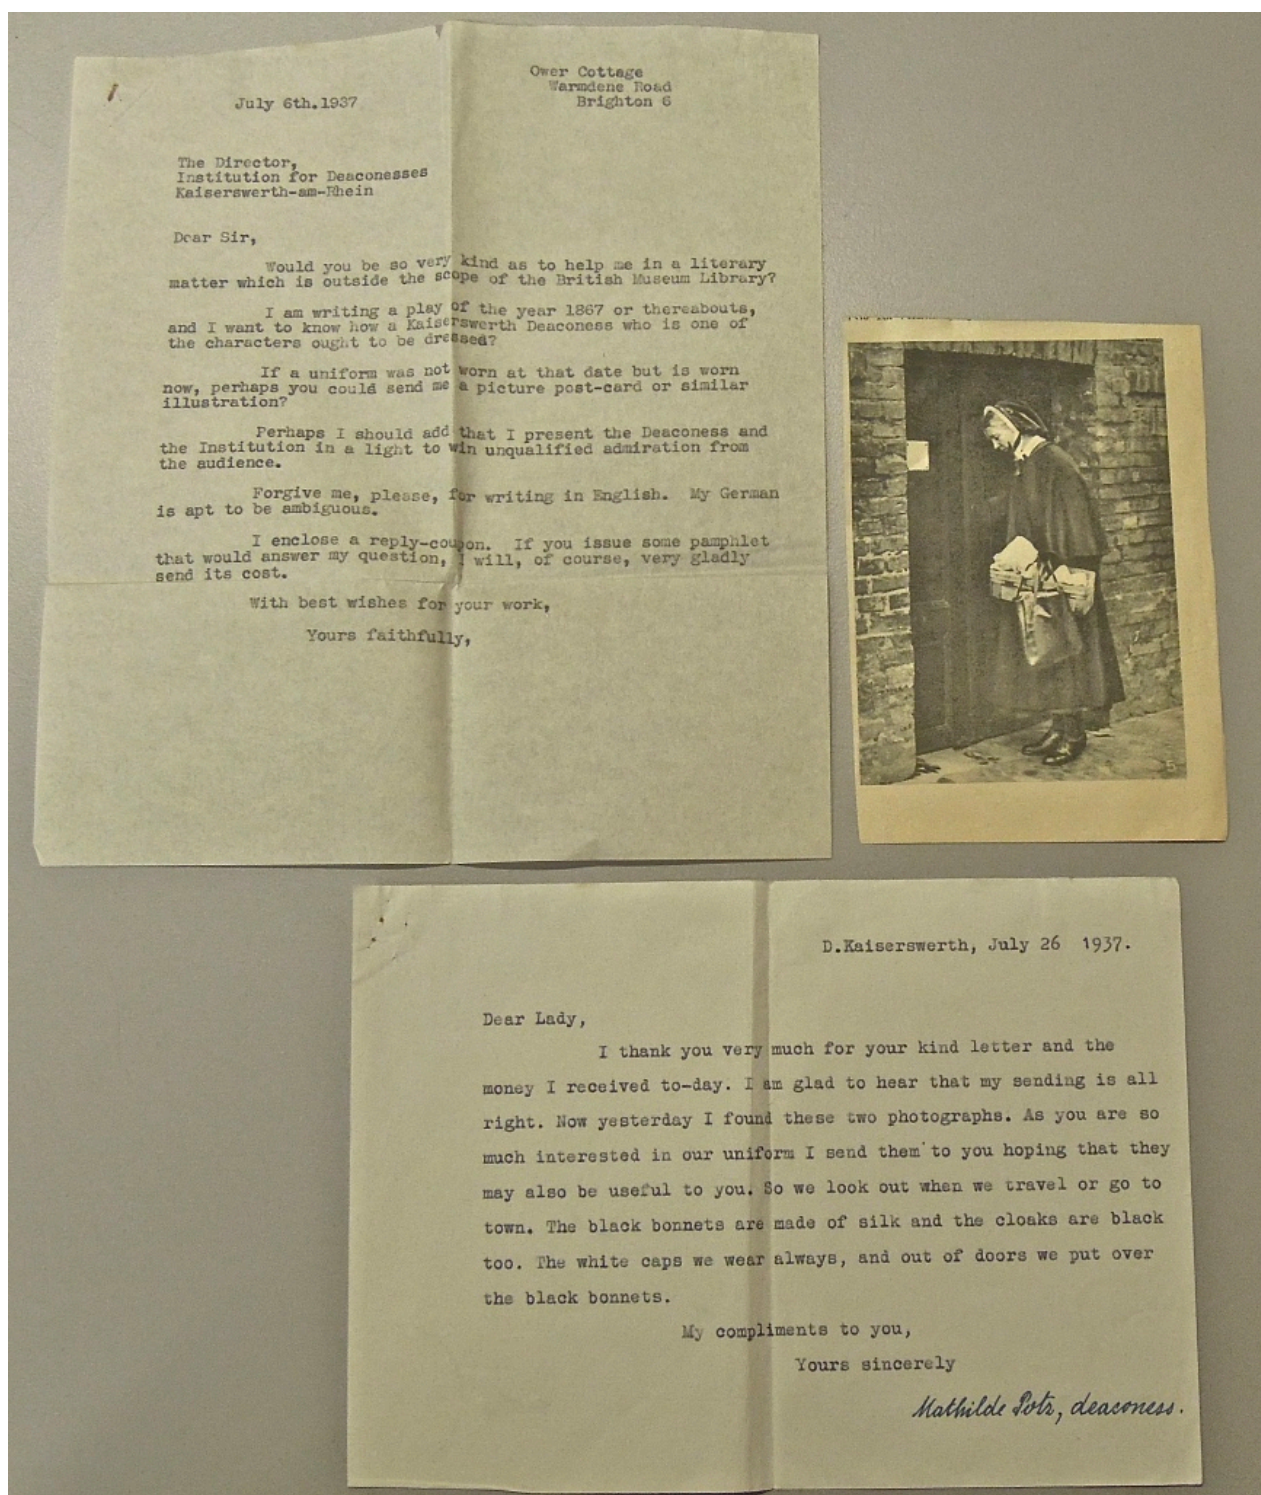 Ower Cottage
Warmdene Road
July 6th.1937
Brighton 6
The Director,
Institution for Deaconesses
Kaiserswerth-am-Rhein
Dear Sir,
Would you be so very kind as to help me in a literary
matter which is outside the scope of the British Museum Library?
I am writing a play of the year 1867 or thereabouts,
and I want to know how a Kaiserswerth Deaconess who is one of
the characters ought to be dressed?
If a uniform was not worn at that date but is worn
now, perhaps you could send me a picture post-card or similar
illustration?
Perhaps I should add that I present the Deaconess and
the Institution in a light to win unqualified admiration from
the audience.
Forgive me, please, for writing in English. My German
is apt to be ambiguous.
I enclose a reply-coupon. If you issue some pamphlet
that would answer my question, I will, of course, very gladly
send its cost.
With best wishes for your work,
Yours faithfully,
5
D.Kaiserswerth, July 26 1937.
Dear Lady,
I thank you very much for your kind letter and the
money I received to-day. I am glad to hear that my sending is all
right. Now yesterday I found these two photographs. As you are so
much interested in our uniform I send them to you hoping that they
may also be useful to you. So we look out when we travel or go to
town. The black bonnets are made of silk and the cloaks are black
too. The white caps we wear always, and out of doors we put over
the black bonnets.
My compliments to you,
Yours sincerely
Mathilde Potz, deaconess.